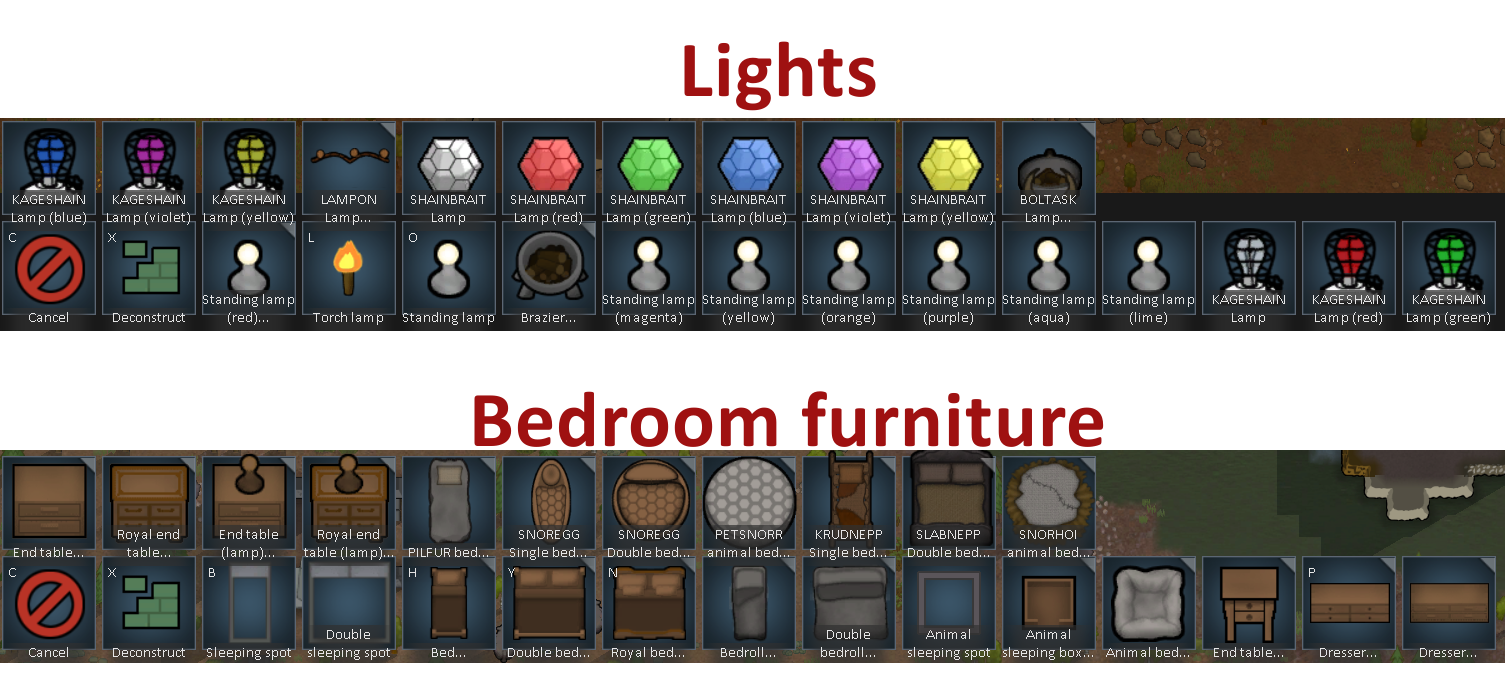 Lights
KAGESHAIN KAGESHAIN KAGESHAIN LAMPON SHAINBRAIT SHAINBRAIT SHAINBRAIT SHAINBRAIT SHAINBRAIT SHAINBRAIT BOLTASK
Lamp (blue) Lamp (violet) Lamp (yellow) Lamp... Lamp Lamp (red) Lamp (green) Lamp (blue) Lamp (violet) Lamp (yellow) Lamp...
C X L O
Standing lamp Standing lamp Standing lamp Standing lamp Standing lamp Standing lamp Standing lamp KAGESHAIN KAGESHAIN KAGESHAIN
Cancel Deconstruct (red)... Torch lamp Standing lamp Brazier... (magenta) (yellow) (orange) (purple) (aqua) (lime) Lamp Lamp (red) Lamp (green)
Bedroom furniture
Royal end End table Royal end SNOREGG SNOREGG PETSNORR KRUDNEPP SLABNEPP SNORHOI
End table... table... (lamp)... table (lamp)... PILFUR bed... Single bed... Double bed... animal bed... Single bed... Double bed... animal bed...
C X B H Y N P
Double Double Animal Animal
Cancel Deconstruct Sleeping spot sleeping spot Bed... Double bed... Royal bed... Bedroll... bedroll... sleeping spot sleeping box... Animal bed... End table... Dresser... Dresser...